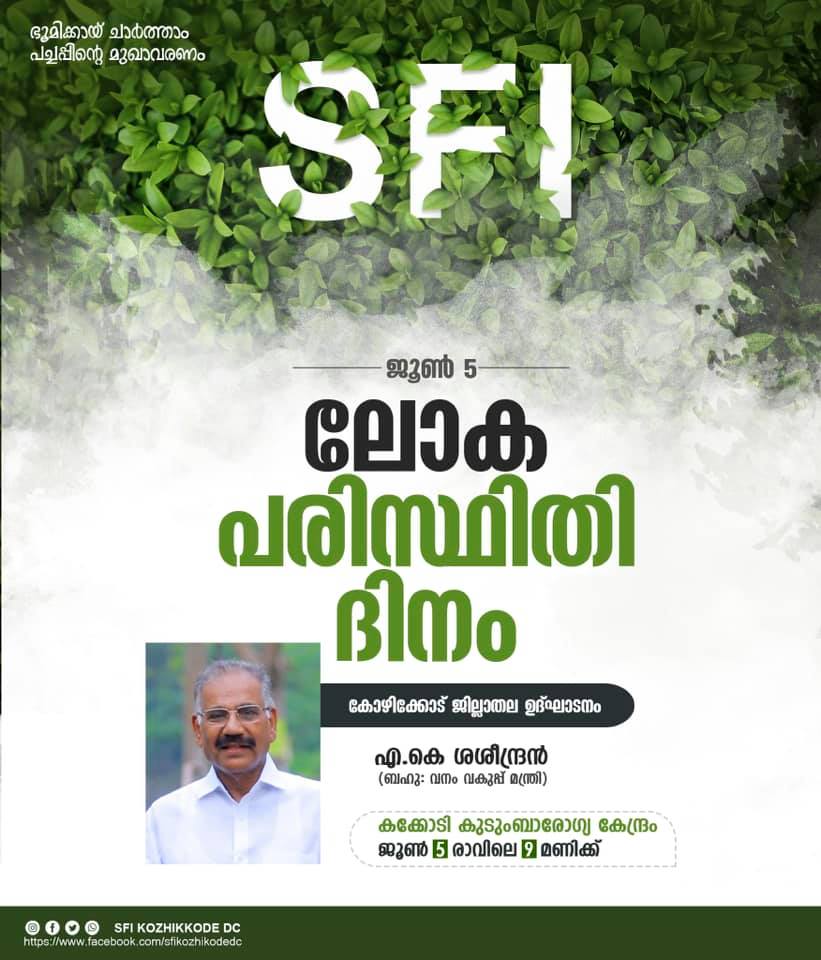 ഭൂമിക്കായ് ചാർത്താം
പച്ചപ്പിന്റെ മുഖാവരണം
SFI
ജൂൺ 5
ലോക
പരിസ്ഥിതി
ദിനം
കോഴിക്കോട് ജില്ലാതല ഉദ്ഘാടനം
എ.കെ ശശീന്ദ്രൻ
(ബഹു: വനം വകുപ്പ് മന്ത്രി)
കക്കോടി കുടുംബാരോഗ്യ കേന്ദ്രം
ജൂൺ 5 രാവിലെ 9 മണിക്ക്
SFI KOZHIKKODE DC
https://www.facebook.com/sfikozhikodedc